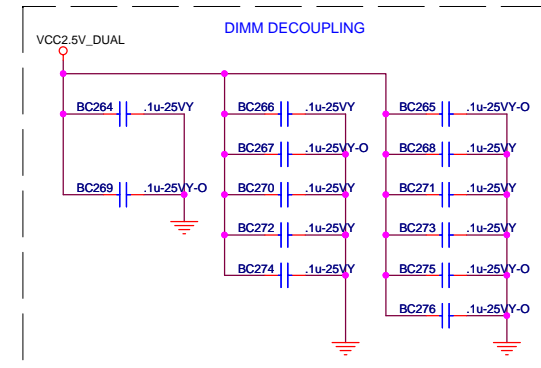 DIMM DECOUPLING
VCC2.5V_DUAL
BC264 .1u-25VY
BC266 .1u-25VY
BC265 .1u-25VY-O
BC267 .1u-25VY-O
BC268 .1u-25VY
BC269 .1u-25VY-O
BC270 .1u-25VY
BC271 .1u-25VY
BC272 .1u-25VY
BC273 .1u-25VY
BC274 .1u-25VY
BC275 .1u-25VY-O
BC276 .1u-25VY-O